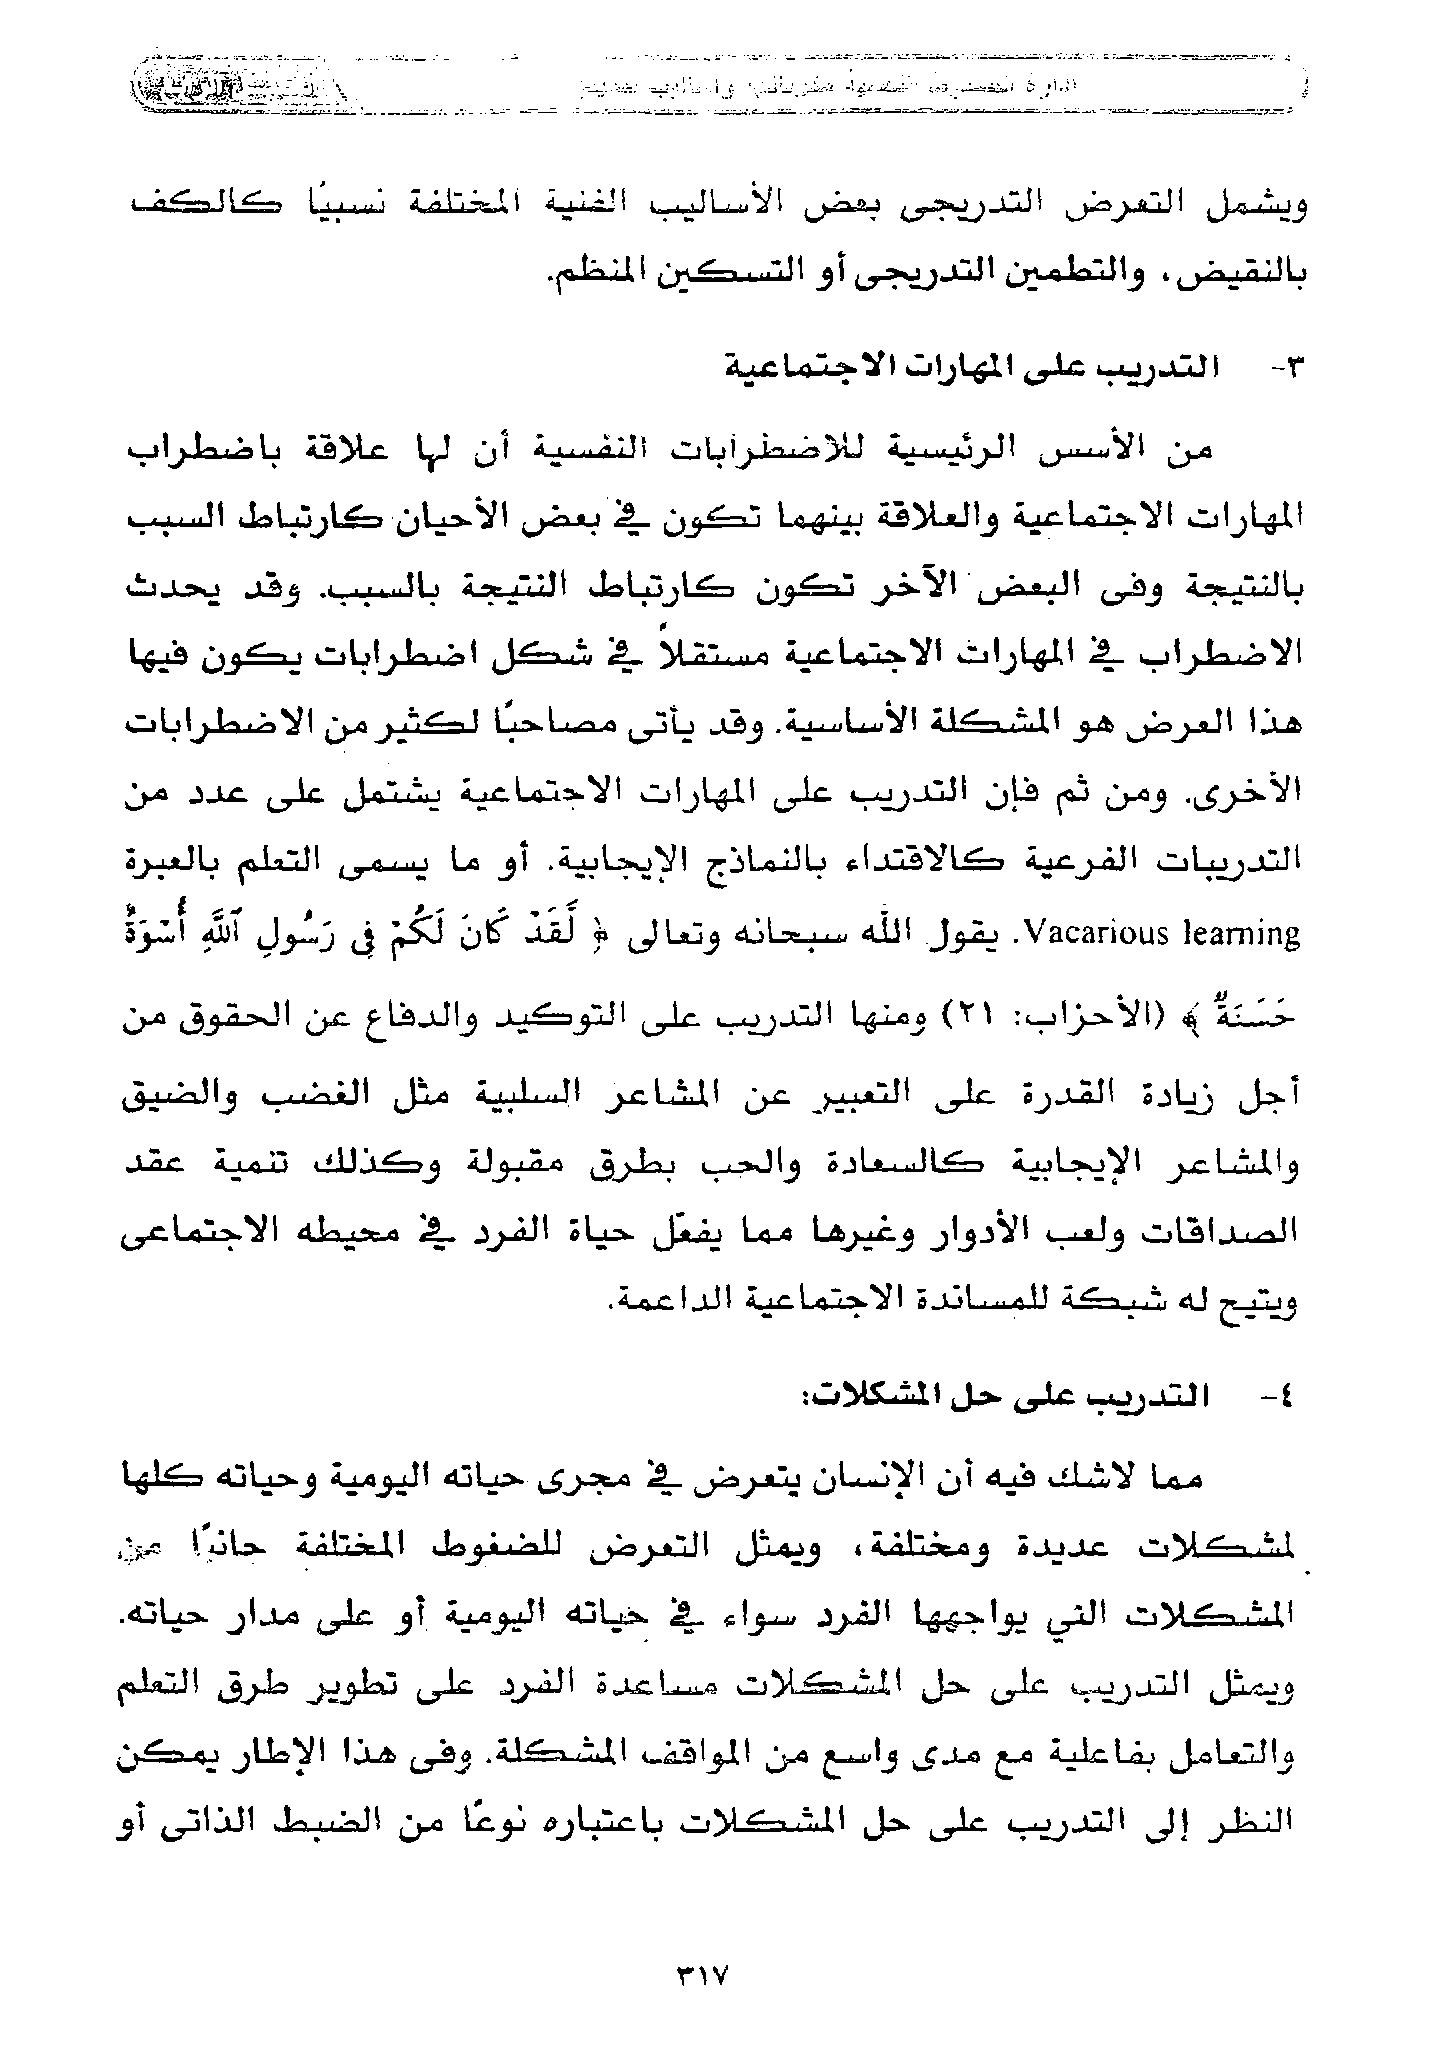 ويشمل التعرض التدريجى بعض الأساليب الفنية المختلفة نسبيًا كالكف
بالنقيض، والتطمين التدريجى أو التسكين المنظم.
٣- التدريب على المهارات الاجتماعية
من الأسس الرئيسية للاضطرابات النفسية أن لها علاقة باضطراب
المهارات الاجتماعية والعلاقة بينهما تكون في بعض الأحيان كارتباط السبب
بالنتيجة وفى البعض الآخر تكون كارتباط النتيجة بالسبب. وقد يحدث
الاضطراب في المهارات الاجتماعية مستقلاً في شكل اضطرابات يكون فيها
هذا العرض هو المشكلة الأساسية. وقد يأتى مصاحبًا لكثير من الاضطرابات
الأخرى. ومن ثم فإن التدريب على المهارات الاجتماعية يشتمل على عدد من
التدريبات الفرعية كالاقتداء بالنماذج الإيجابية. أو ما يسمى التعلم بالعبرة
Vacarious learning. يقول الله سبحانه وتعالى ﴿ لَّقَدْ كَانَ لَكُمْ فِى رَسُولِ ٱللَّهِ أُسْوَةٌ
حَسَنَةٌ ﴾ (الأحزاب: ٢١) ومنها التدريب على التوكيد والدفاع عن الحقوق من
أجل زيادة القدرة على التعبير عن المشاعر السلبية مثل الغضب والضيق
والمشاعر الإيجابية كالسعادة والحب بطرق مقبولة وكذلك تنمية عقد
الصداقات ولعب الأدوار وغيرها مما يفعّل حياة الفرد في محيطه الاجتماعى
ويتيح له شبكة للمساندة الاجتماعية الداعمة.
٤- التدريب على حل المشكلات:
مما لاشك فيه أن الإنسان يتعرض في مجرى حياته اليومية وحياته كلها
لمشكلات عديدة ومختلفة، ويمثل التعرض للضغوط المختلفة جانبًا من
المشكلات التي يواجهها الفرد سواء في حياته اليومية أو على مدار حياته.
ويمثل التدريب على حل المشكلات مساعدة الفرد على تطوير طرق التعلم
والتعامل بفاعلية مع مدى واسع من المواقف المشكلة. وفى هذا الإطار يمكن
النظر إلى التدريب على حل المشكلات باعتباره نوعًا من الضبط الذاتى أو
٣١٧